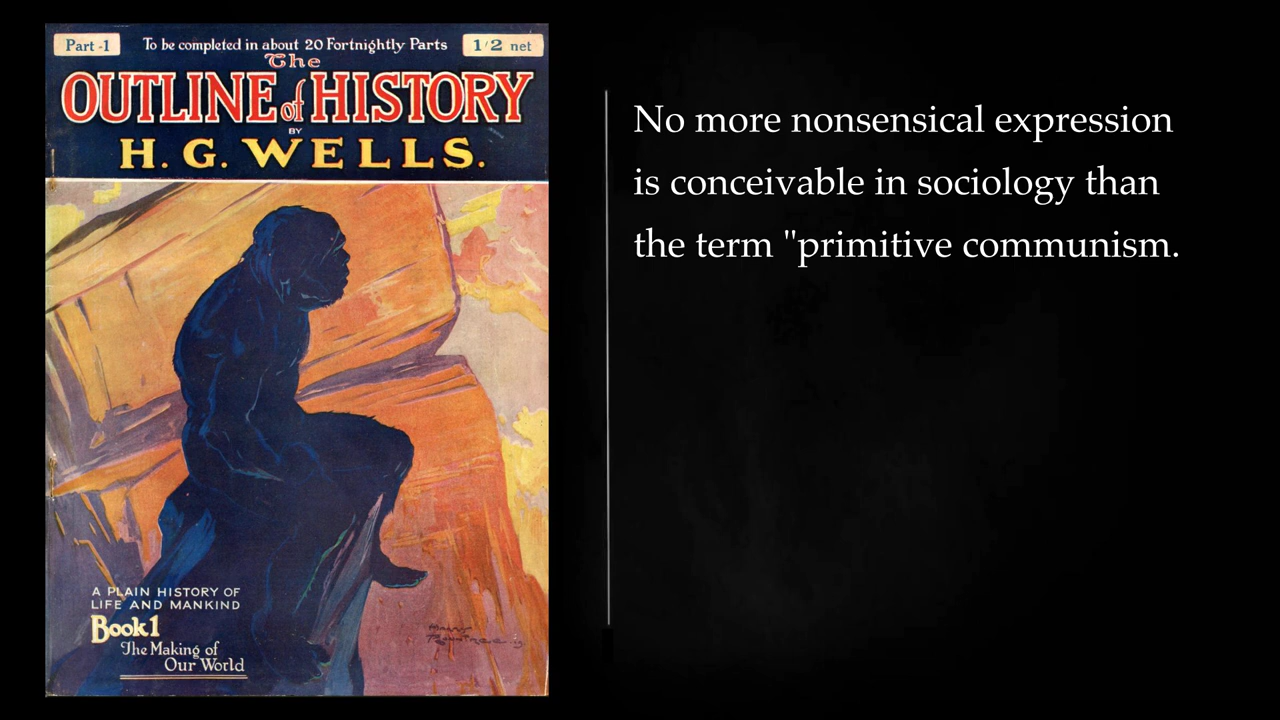 Part -1
To be completed in about 20 Fortnightly Parts
1/2 net
The
OUTLINE of HISTORY
BY
H. G. WELLS.
A PLAIN HISTORY OF
LIFE AND MANKIND
Book 1
The Making of
Our World
No more nonsensical expression
is conceivable in sociology than
the term "primitive communism.